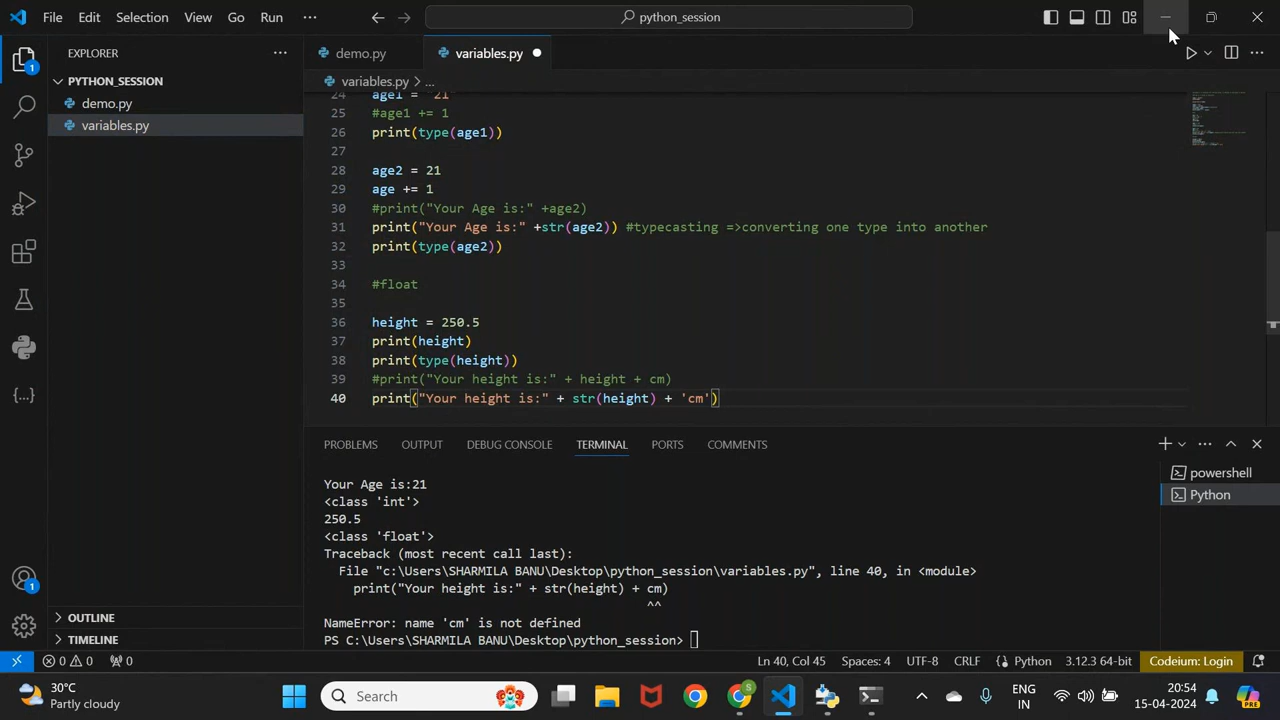 File Edit Selection View Go Run ···
python_session
EXPLORER ···
PYTHON_SESSION
demo.py
variables.py
OUTLINE
TIMELINE
demo.py variables.py
variables.py > ...
24 age1 = "21"
25 #age1 += 1
26 print(type(age1))
27
28 age2 = 21
29 age += 1
30 #print("Your Age is:" +age2)
31 print("Your Age is:" +str(age2)) #typecasting =>converting one type into another
32 print(type(age2))
33
34 #float
35
36 height = 250.5
37 print(height)
38 print(type(height))
39 #print("Your height is:" + height + cm)
40 print("Your height is:" + str(height) + 'cm')
PROBLEMS OUTPUT DEBUG CONSOLE TERMINAL PORTS COMMENTS
Your Age is:21
<class 'int'>
250.5
<class 'float'>
Traceback (most recent call last):
File "c:\Users\SHARMILA BANU\Desktop\python_session\variables.py", line 40, in <module>
print("Your height is:" + str(height) + cm)
^^
NameError: name 'cm' is not defined
PS C:\Users\SHARMILA BANU\Desktop\python_session>
powershell
Python
1
1
0 0 0 Ln 40, Col 45 Spaces: 4 UTF-8 CRLF Python 3.12.3 64-bit Codeium: Login
30°C
Partly cloudy
Search
S
ENG
IN
20:54
15-04-2024
PRE